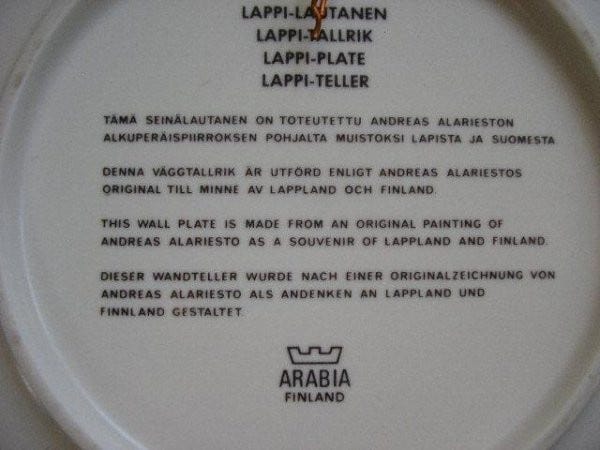 LAPPI-LAUTANEN
LAPPI-TALLRIK
LAPPI-PLATE
LAPPI-TELLER
TÄMÄ SEINÄLAUTANEN ON TOTEUTETTU ANDREAS ALARIESTON
ALKUPERÄISPIIRROKSEN POHJALTA MUISTOKSI LAPISTA JA SUOMESTA
DENNA VÄGGTALLRIK ÄR UTFÖRD ENLIGT ANDREAS ALARIESTOS
ORIGINAL TILL MINNE AV LAPPLAND OCH FINLAND.
THIS WALL PLATE IS MADE FROM AN ORIGINAL PAINTING OF
ANDREAS ALARIESTO AS A SOUVENIR OF LAPPLAND AND FINLAND.
DIESER WANDTELLER WURDE NACH EINER ORIGINALZEICHNUNG VON
ANDREAS ALARIESTO ALS ANDENKEN AN LAPPLAND UND
FINNLAND GESTALTET.
ARABIA
FINLAND